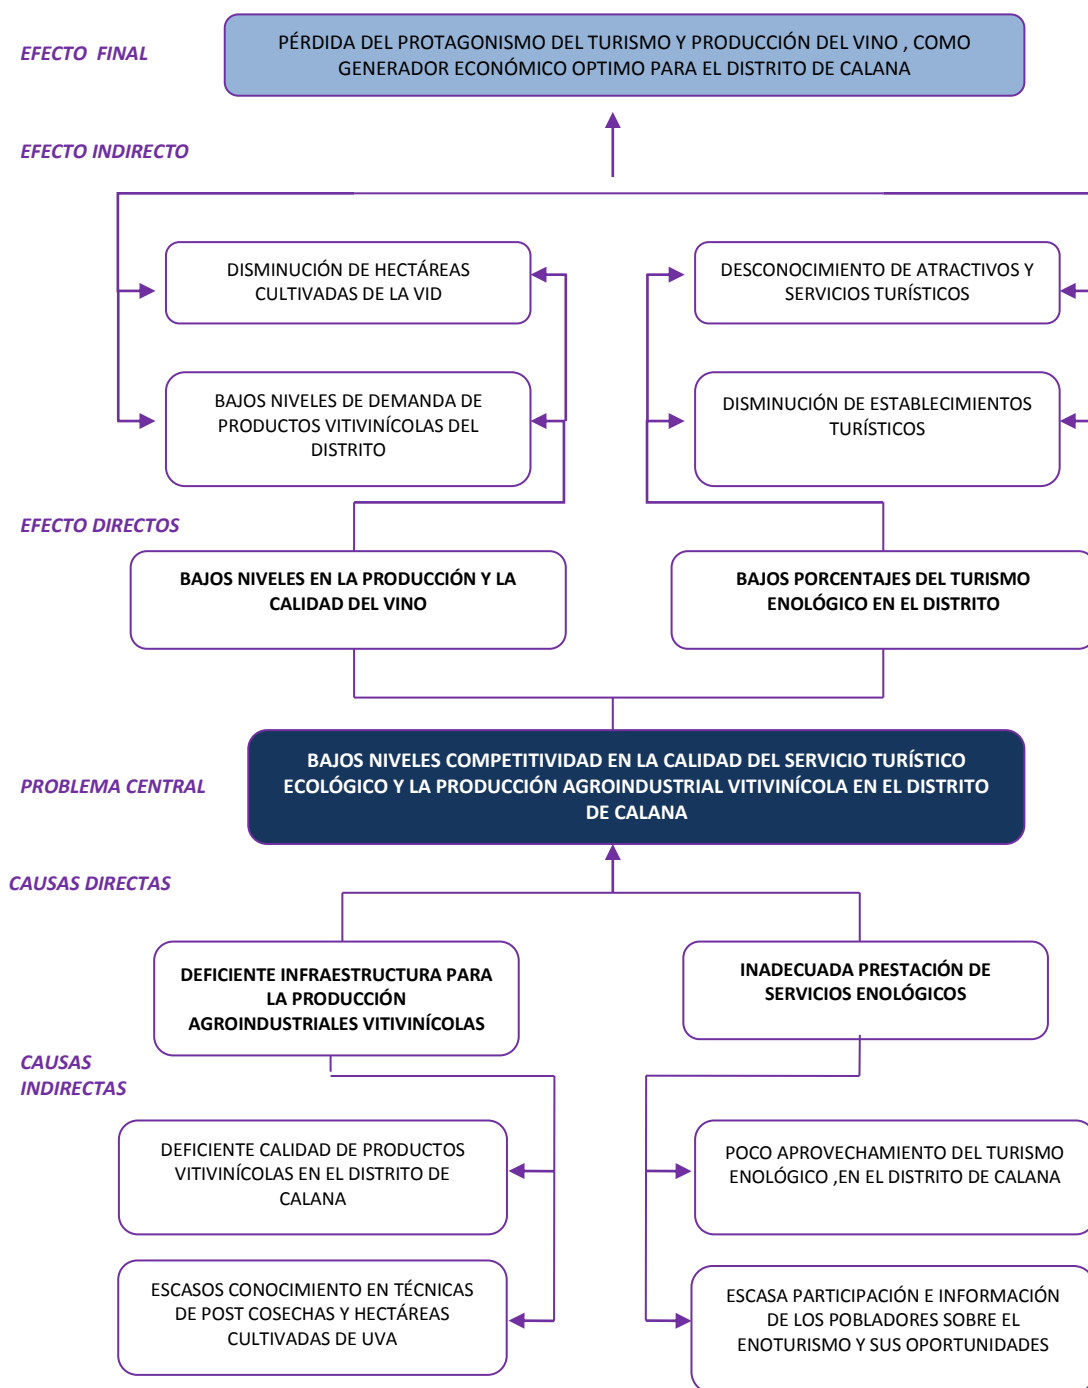 EFECTO  FINAL
PÉRDIDA DEL PROTAGONISMO DEL TURISMO Y PRODUCCIÓN DEL VINO , COMO
GENERADOR ECONÓMICO OPTIMO PARA EL DISTRITO DE CALANA
EFECTO INDIRECTO
DISMINUCIÓN DE HECTÁREAS
CULTIVADAS DE LA VID
DESCONOCIMIENTO DE ATRACTIVOS Y
SERVICIOS TURÍSTICOS
BAJOS NIVELES DE DEMANDA DE
PRODUCTOS VITIVINÍCOLAS DEL
DISTRITO
DISMINUCIÓN DE ESTABLECIMIENTOS
TURÍSTICOS
EFECTO DIRECTOS
BAJOS NIVELES EN LA PRODUCCIÓN Y LA
CALIDAD DEL VINO
BAJOS PORCENTAJES DEL TURISMO
ENOLÓGICO EN EL DISTRITO
PROBLEMA CENTRAL
BAJOS NIVELES COMPETITIVIDAD EN LA CALIDAD DEL SERVICIO TURÍSTICO
ECOLÓGICO Y LA PRODUCCIÓN AGROINDUSTRIAL VITIVINÍCOLA EN EL DISTRITO
DE CALANA
CAUSAS DIRECTAS
DEFICIENTE INFRAESTRUCTURA PARA
LA PRODUCCIÓN
AGROINDUSTRIALES VITIVINÍCOLAS
INADECUADA PRESTACIÓN DE
SERVICIOS ENOLÓGICOS
CAUSAS
INDIRECTAS
DEFICIENTE CALIDAD DE PRODUCTOS
VITIVINÍCOLAS EN EL DISTRITO DE
CALANA
POCO APROVECHAMIENTO DEL TURISMO
ENOLÓGICO ,EN EL DISTRITO DE CALANA
ESCASOS CONOCIMIENTO EN TÉCNICAS
DE POST COSECHAS Y HECTÁREAS
CULTIVADAS DE UVA
ESCASA PARTICIPACIÓN E INFORMACIÓN
DE LOS POBLADORES SOBRE EL
ENOTURISMO Y SUS OPORTUNIDADES